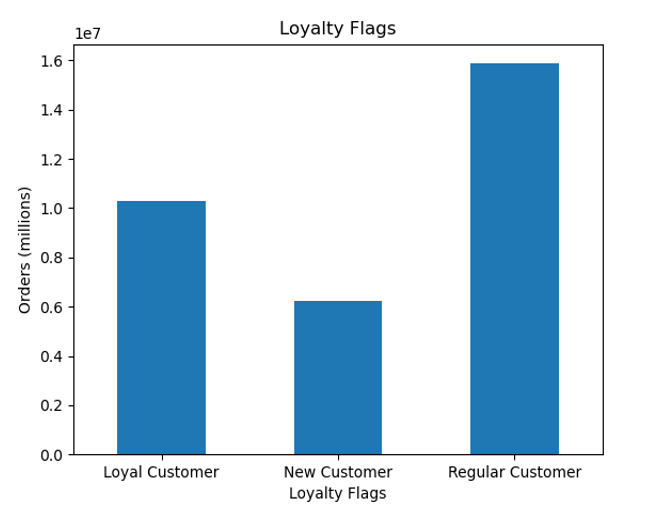 Loyalty Flags
1e7
1.6
1.4
1.2
1.0
0.8
0.6
0.4
0.2
0.0
Orders (millions)
Loyal Customer New Customer Regular Customer
Loyalty Flags